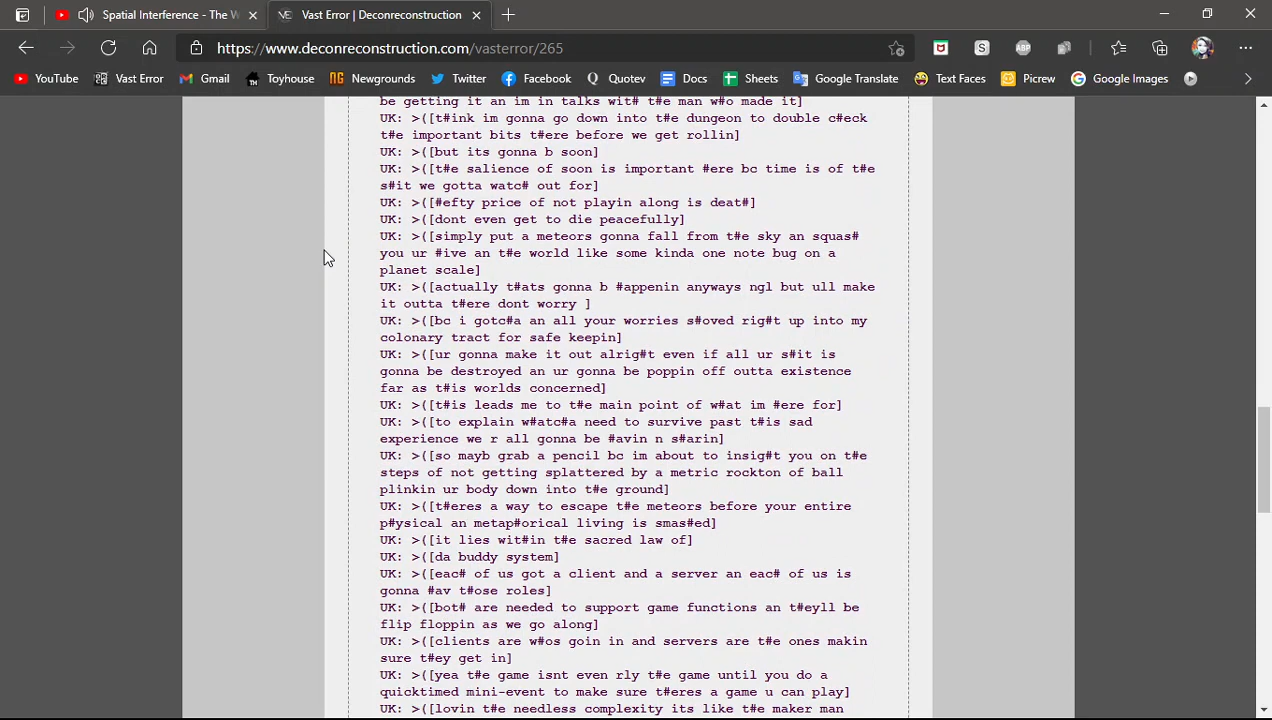 Spatial Interference - The W
Vast Error | Deconreconstruction
https://www.deconreconstruction.com/vasterror/265
YouTube Vast Error Gmail Toyhouse Newgrounds Twitter Facebook Quotev Docs Sheets Google Translate Text Faces Picrew Google Images
be getting it an im in talks wit# t#e man w#o made it]
UK: >([t#ink im gonna go down into t#e dungeon to double c#eck
t#e important bits t#ere before we get rollin]
UK: >([but its gonna b soon]
UK: >([t#e salience of soon is important #ere bc time is of t#e
s#it we gotta watc# out for]
UK: >([#efty price of not playin along is deat#]
UK: >([dont even get to die peacefully]
UK: >([simply put a meteors gonna fall from t#e sky an squas#
you ur #ive an t#e world like some kinda one note bug on a
planet scale]
UK: >([actually t#ats gonna b #appenin anyways ngl but ull make
it outta t#ere dont worry ]
UK: >([bc i gotc#a an all your worries s#oved rig#t up into my
colonary tract for safe keepin]
UK: >([ur gonna make it out alrig#t even if all ur s#it is
gonna be destroyed an ur gonna be poppin off outta existence
far as t#is worlds concerned]
UK: >([t#is leads me to t#e main point of w#at im #ere for]
UK: >([to explain w#atc#a need to survive past t#is sad
experience we r all gonna be #avin n s#arin]
UK: >([so mayb grab a pencil bc im about to insig#t you on t#e
steps of not getting splattered by a metric rockton of ball
plinkin ur body down into t#e ground]
UK: >([t#eres a way to escape t#e meteors before your entire
p#ysical an metap#orical living is smas#ed]
UK: >([it lies wit#in t#e sacred law of]
UK: >([da buddy system]
UK: >([eac# of us got a client and a server an eac# of us is
gonna #av t#ose roles]
UK: >([bot# are needed to support game functions an t#eyll be
flip floppin as we go along]
UK: >([clients are w#os goin in and servers are t#e ones makin
sure t#ey get in]
UK: >([yea t#e game isnt even rly t#e game until you do a
quicktimed mini-event to make sure t#eres a game u can play]
UK: >([lovin t#e needless complexity its like t#e maker man